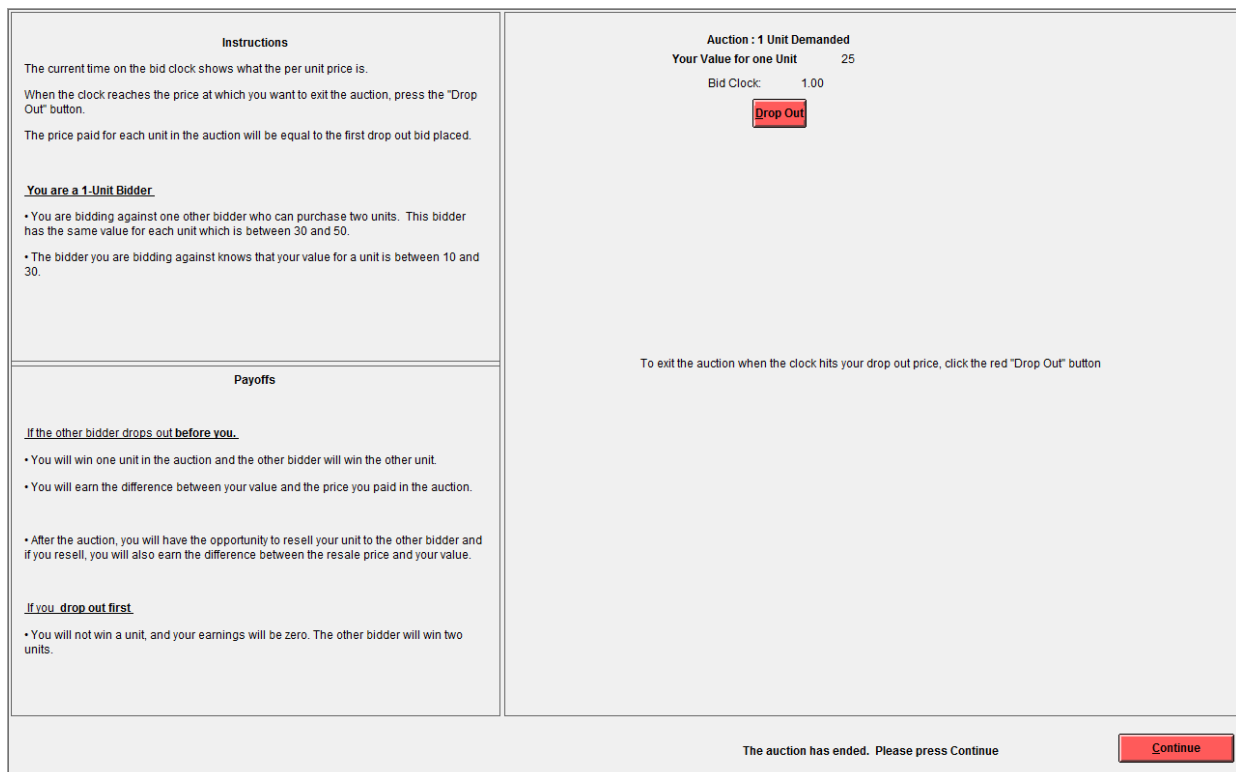 Instructions
The current time on the bid clock shows what the per unit price is.
When the clock reaches the price at which you want to exit the auction, press the "Drop
Out" button.
The price paid for each unit in the auction will be equal to the first drop out bid placed.
You are a 1-Unit Bidder
• You are bidding against one other bidder who can purchase two units. This bidder
has the same value for each unit which is between 30 and 50.
• The bidder you are bidding against knows that your value for a unit is between 10 and
30.
Payoffs
If the other bidder drops out before you.
• You will win one unit in the auction and the other bidder will win the other unit.
• You will earn the difference between your value and the price you paid in the auction.
• After the auction, you will have the opportunity to resell your unit to the other bidder and
if you resell, you will also earn the difference between the resale price and your value.
If you drop out first
• You will not win a unit, and your earnings will be zero. The other bidder will win two
units.
Auction : 1 Unit Demanded
Your Value for one Unit 25
Bid Clock: 1.00
Drop Out
To exit the auction when the clock hits your drop out price, click the red "Drop Out" button
The auction has ended. Please press Continue
Continue